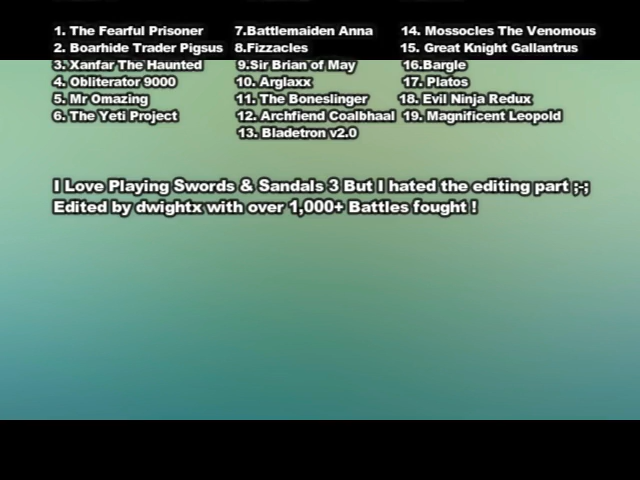 1. The Fearful Prisoner
2. Boarhide Trader Pigsus
3. Xanfar The Haunted
4. Obliterator 9000
5. Mr Omazing
6. The Yeti Project
7.Battlemaiden Anna
8.Fizzacles
9.Sir Brian of May
10. Arglaxx
11. The Boneslinger
12. Archfiend Coalbhaal
13. Bladetron v2.0
14. Mossocles The Venomous
15. Great Knight Gallantrus
16.Bargle
17. Platos
18. Evil Ninja Redux
19. Magnificent Leopold
I Love Playing Swords & Sandals 3 But I hated the editing part ;-;
Edited by dwightx with over 1,000+ Battles fought !